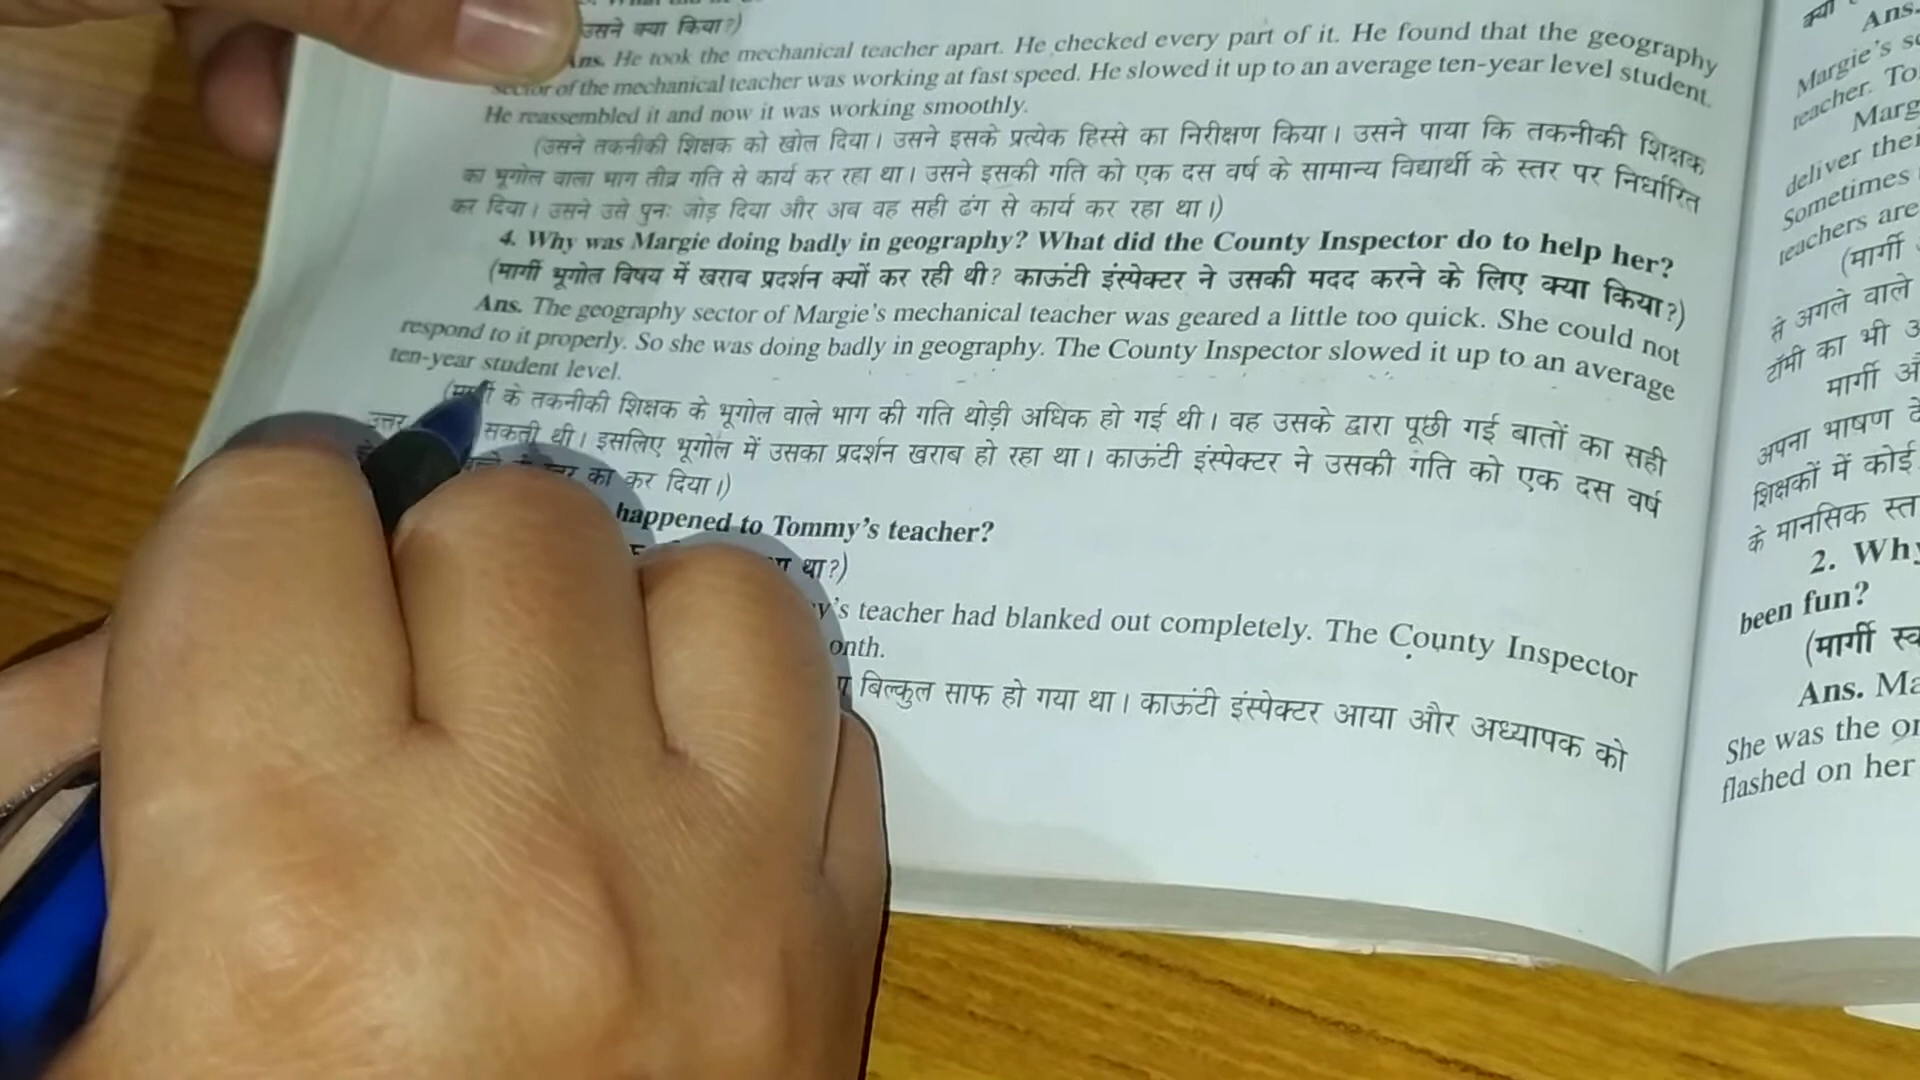 उसने क्या किया?)
Ans. He took the mechanical teacher apart. He checked every part of it. He found that the geography
sector of the mechanical teacher was working at fast speed. He slowed it up to an average ten-year level student.
He reassembled it and now it was working smoothly.
(उसने तकनीकी शिक्षक को खोल दिया। उसने इसके प्रत्येक हिस्से का निरीक्षण किया। उसने पाया कि तकनीकी शिक्षक
का भूगोल वाला भाग तीव्र गति से कार्य कर रहा था। उसने इसकी गति को एक दस वर्ष के सामान्य विद्यार्थी के स्तर पर निर्धारित
कर दिया। उसने उसे पुनः जोड़ दिया और अब वह सही ढंग से कार्य कर रहा था।)
4. Why was Margie doing badly in geography? What did the County Inspector do to help her?
(मार्गी भूगोल विषय में खराब प्रदर्शन क्यों कर रही थी? काऊंटी इंस्पेक्टर ने उसकी मदद करने के लिए क्या किया?)
Ans. The geography sector of Margie's mechanical teacher was geared a little too quick. She could not
respond to it properly. So she was doing badly in geography. The County Inspector slowed it up to an average
ten-year student level.
(मार्गी के तकनीकी शिक्षक के भूगोल वाले भाग की गति थोड़ी अधिक हो गई थी। वह उसके द्वारा पूछी गई बातों का सही
उत्तर सकती थी। इसलिए भूगोल में उसका प्रदर्शन खराब हो रहा था। काऊंटी इंस्पेक्टर ने उसकी गति को एक दस वर्ष
का कर दिया।)
happened to Tommy's teacher?
था?)
teacher had blanked out completely. The County Inspector
बिल्कुल साफ हो गया था। काऊंटी इंस्पेक्टर आया और अध्यापक को
क्या
Ans.
Margie's
teacher. To
deliver
Sometimes
teachers are
(मार्गी
से अगले वाले
टॉमी का भी
मार्गी
अपना भाषण
शिक्षकों में कोई
के मानसिक
2. Why
been fun?
(मार्गी
Ans.
She was the
flashed on her